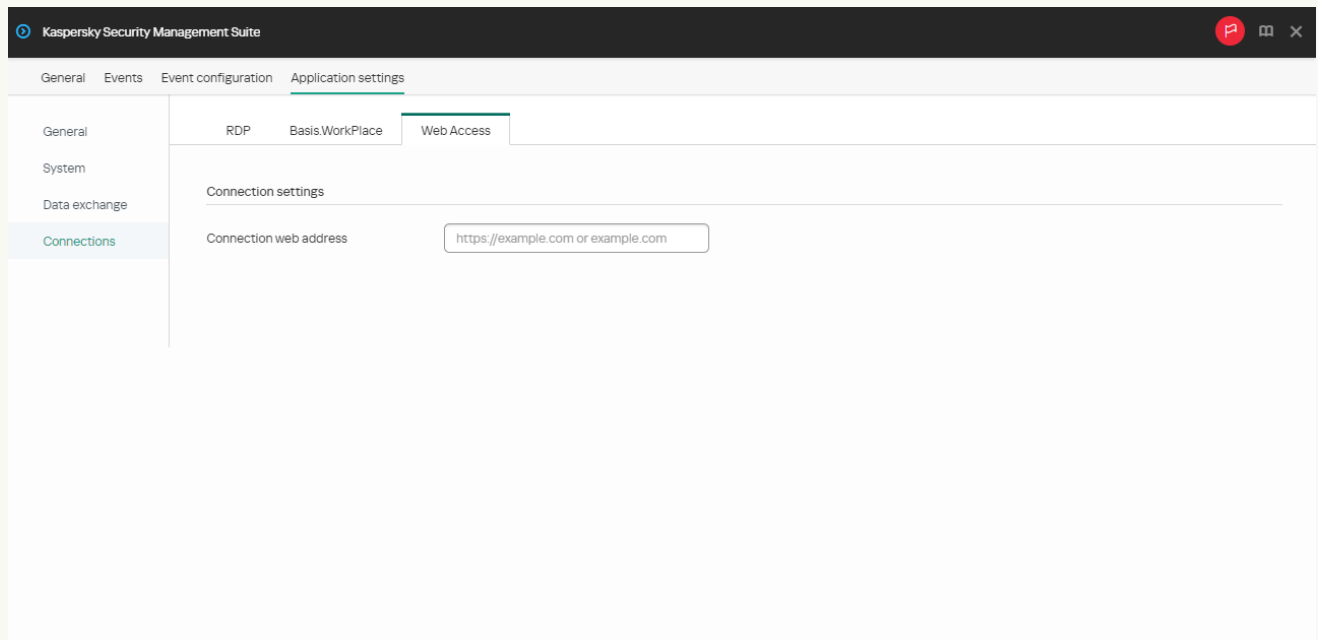 Kaspersky Security Management Suite
General Events Event configuration Application settings
General
System
Data exchange
Connections
RDP Basis.WorkPlace Web Access
Connection settings
Connection web address https://example.com or example.com